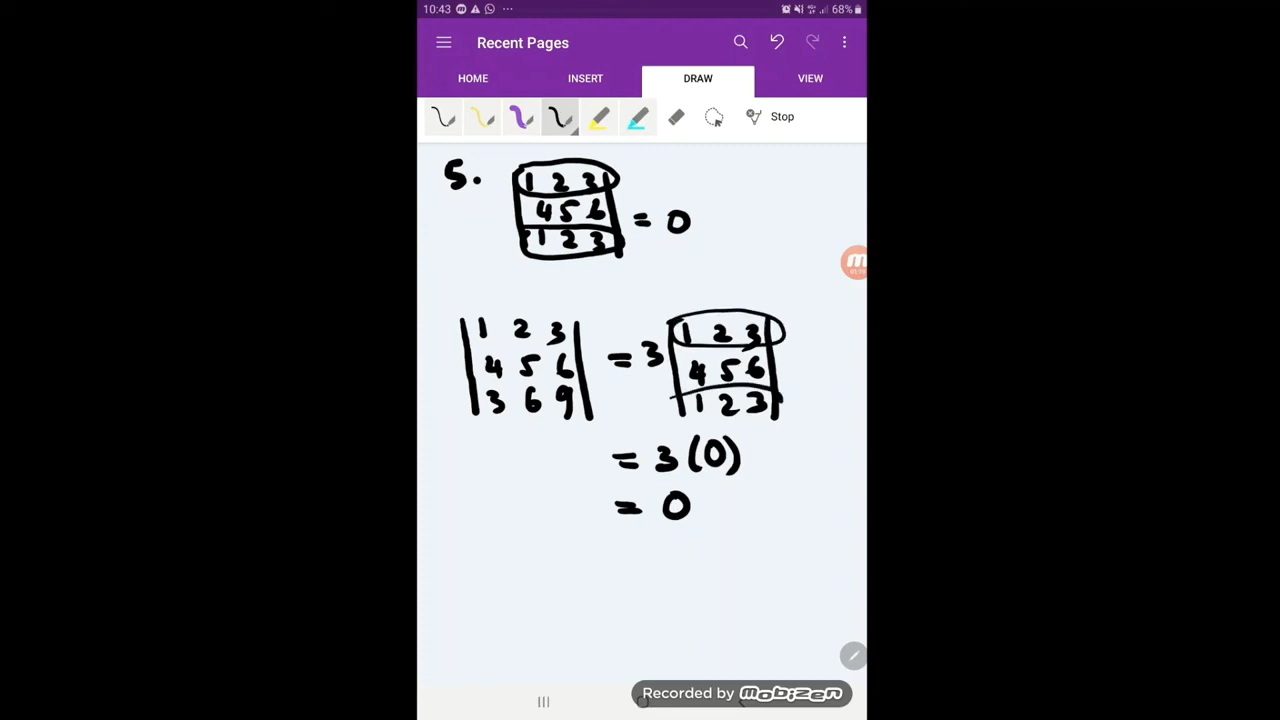 10:43 68%
Recent Pages
HOME INSERT DRAW VIEW
Stop
5. | 1 2 3 |
| 4 5 6 | = 0
| 1 2 3 |
| 1 2 3 | = 3 | 1 2 3 |
| 4 5 6 | | 4 5 6 |
| 3 6 9 | | 1 2 3 |
= 3 (0)
= 0
Recorded by mobizen